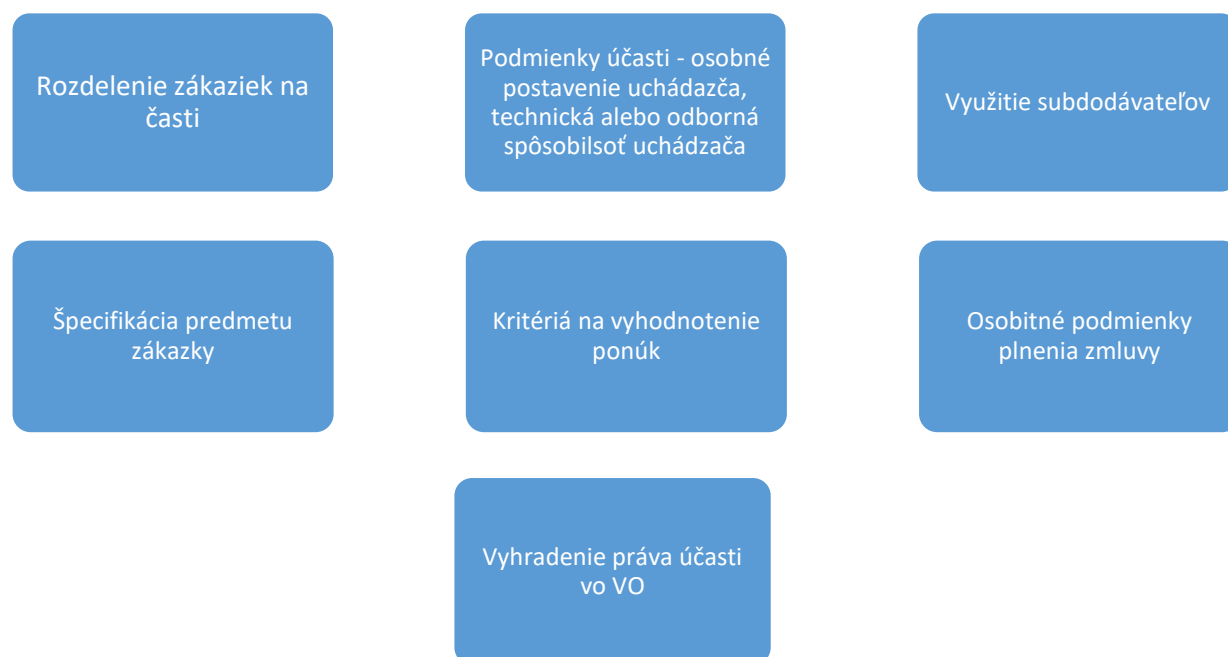 Rozdelenie zákaziek na
časti
Podmienky účasti - osobné
postavenie uchádazča,
technická alebo odborná
spôsobilsoť uchádzača
Využitie subdodávateľov
Špecifikácia predmetu
zákazky
Kritériá na vyhodnotenie
ponúk
Osobitné podmienky
plnenia zmluvy
Vyhradenie práva účasti
vo VO